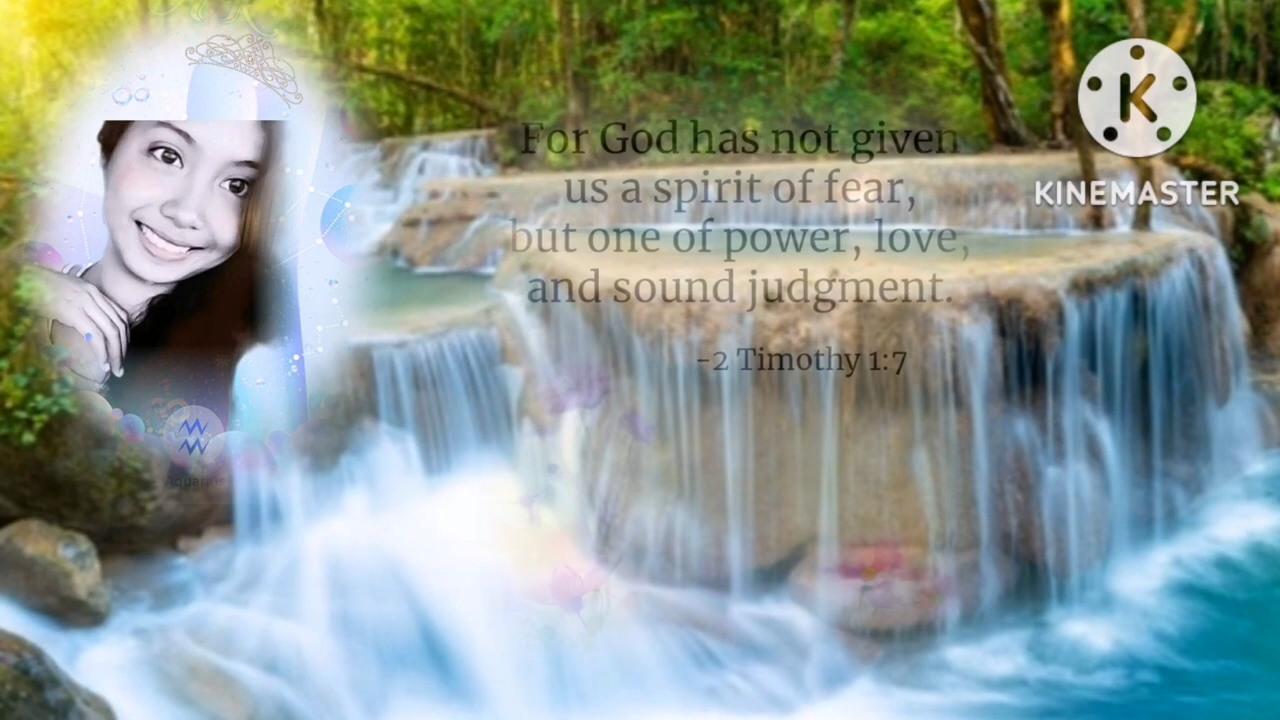 For God has not given
us a spirit of fear,
but one of power, love,
and sound judgment.
-2 Timothy 1:7
K
KINEMASTER
Aquarius